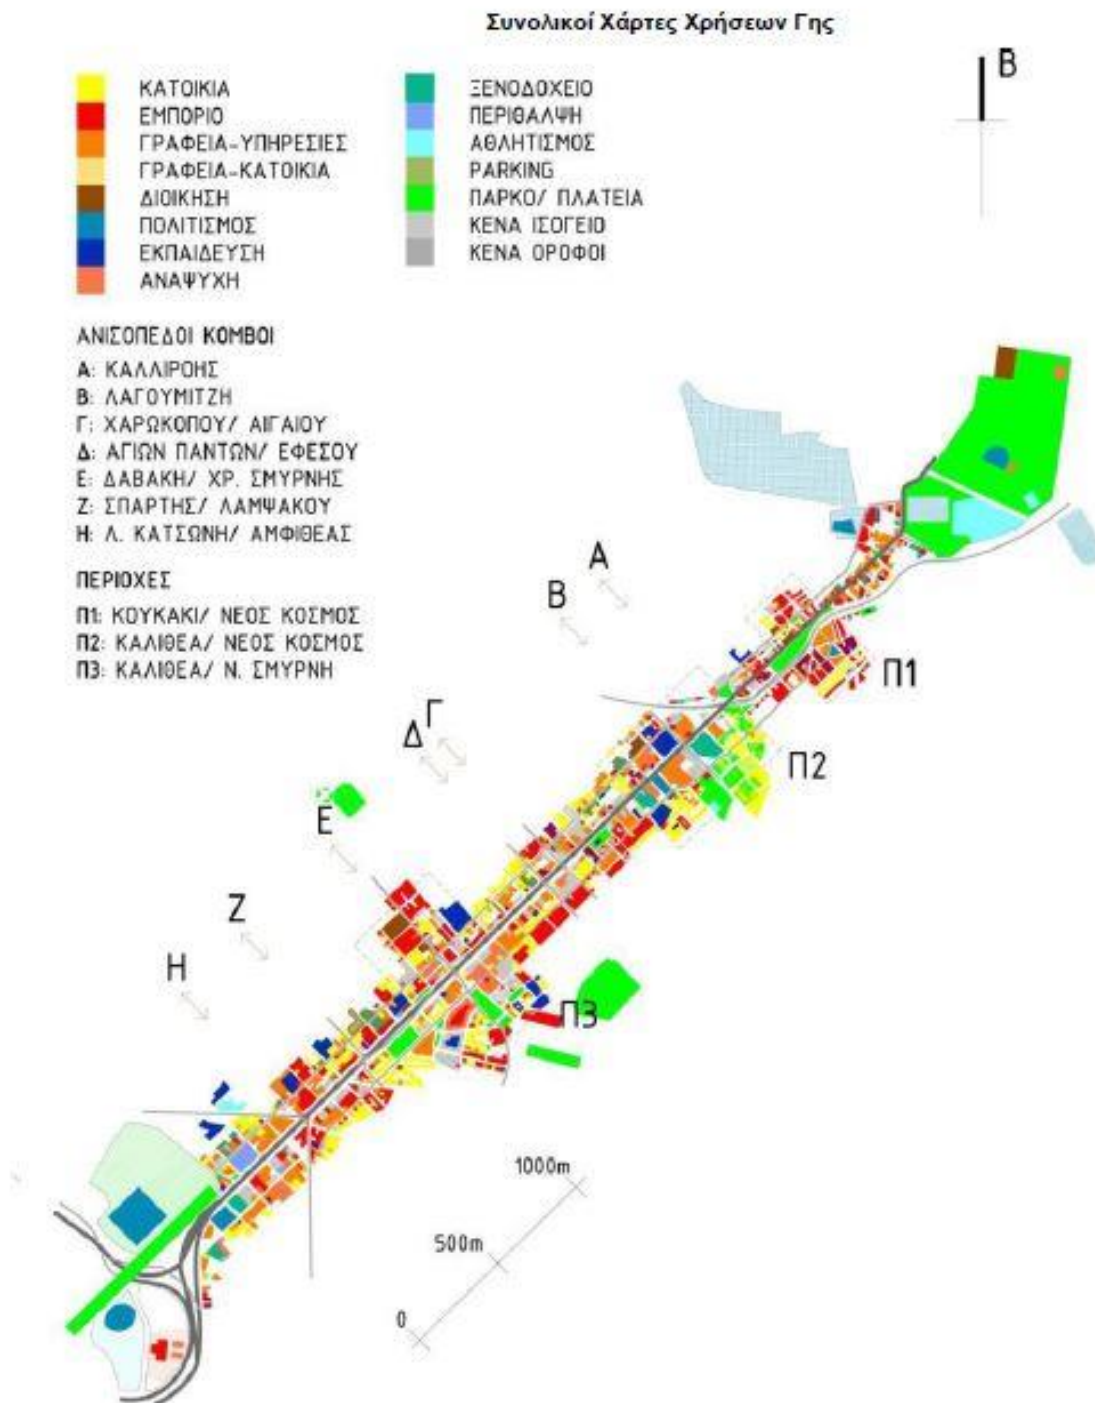 Συνολικοί Χάρτες Χρήσεων Γης
Β
ΚΑΤΟΙΚΙΑ
ΕΜΠΟΡΙΟ
ΓΡΑΦΕΙΑ-ΥΠΗΡΕΣΙΕΣ
ΓΡΑΦΕΙΑ-ΚΑΤΟΙΚΙΑ
ΔΙΟΙΚΗΣΗ
ΠΟΛΙΤΙΣΜΟΣ
ΕΚΠΑΙΔΕΥΣΗ
ΑΝΑΨΥΧΗ
ΞΕΝΟΔΟΧΕΙΟ
ΠΕΡΙΘΑΛΨΗ
ΑΘΛΗΤΙΣΜΟΣ
PARKING
ΠΑΡΚΟ/ ΠΛΑΤΕΙΑ
ΚΕΝΑ ΙΣΟΓΕΙΟ
ΚΕΝΑ ΟΡΟΦΟΙ
ΑΝΙΣΟΠΕΔΟΙ ΚΟΜΒΟΙ
Α: ΚΑΛΛΙΡΟΗΣ
Β: ΛΑΓΟΥΜΙΤΖΗ
Γ: ΧΑΡΩΚΟΠΟΥ/ ΑΙΓΑΙΟΥ
Δ: ΑΓΙΩΝ ΠΑΝΤΩΝ/ ΕΦΕΣΟΥ
Ε: ΔΑΒΑΚΗ/ ΧΡ. ΣΜΥΡΝΗΣ
Ζ: ΣΠΑΡΤΗΣ/ ΛΑΜΨΑΚΟΥ
Η: Λ. ΚΑΤΣΩΝΗ/ ΑΜΦΙΘΕΑΣ
ΠΕΡΙΟΧΕΣ
Π1: ΚΟΥΚΑΚΙ/ ΝΕΟΣ ΚΟΣΜΟΣ
Π2: ΚΑΛΙΘΕΑ/ ΝΕΟΣ ΚΟΣΜΟΣ
Π3: ΚΑΛΙΘΕΑ/ Ν. ΣΜΥΡΝΗ
Α
Β
Π1
Γ
Δ
Π2
Ε
Ζ
Η
Π3
1000m
500m
0